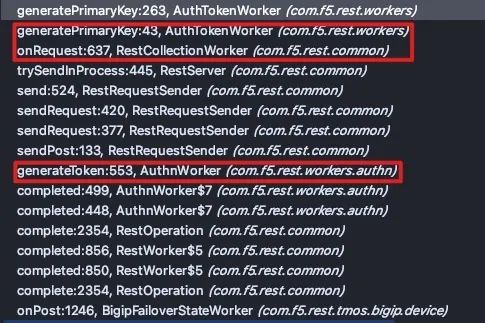 generatePrimaryKey:263, AuthTokenWorker (com.f5.rest.workers)
generatePrimaryKey:43, AuthTokenWorker (com.f5.rest.workers)
onRequest:637, RestCollectionWorker (com.f5.rest.common)
trySendInProcess:445, RestServer (com.f5.rest.common)
send:524, RestRequestSender (com.f5.rest.common)
sendRequest:420, RestRequestSender (com.f5.rest.common)
sendRequest:377, RestRequestSender (com.f5.rest.common)
sendPost:133, RestRequestSender (com.f5.rest.common)
generateToken:553, AuthnWorker (com.f5.rest.workers.authn)
completed:499, AuthnWorker$7 (com.f5.rest.workers.authn)
completed:448, AuthnWorker$7 (com.f5.rest.workers.authn)
complete:2354, RestOperation (com.f5.rest.common)
completed:856, RestWorker$5 (com.f5.rest.common)
completed:850, RestWorker$5 (com.f5.rest.common)
complete:2354, RestOperation (com.f5.rest.common)
onPost:1246, BigipFailoverStateWorker (com.f5.rest.tmos.bigip.device)